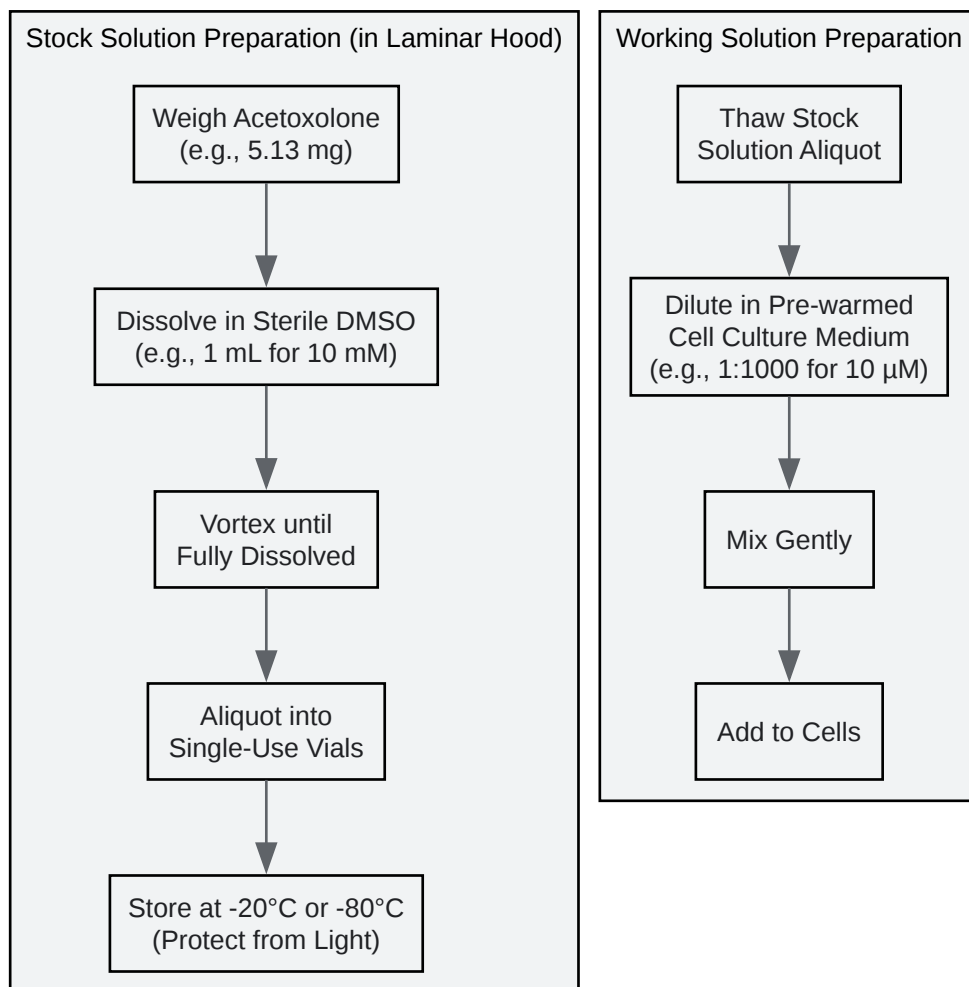 Stock Solution Preparation (in Laminar Hood)
Weigh Acetoxolone
(e.g., 5.13 mg)
Dissolve in Sterile DMSO
(e.g., 1 mL for 10 mM)
Vortex until
Fully Dissolved
Aliquot into
Single-Use Vials
Store at -20°C or -80°C
(Protect from Light)
Working Solution Preparation
Thaw Stock
Solution Aliquot
Dilute in Pre-warmed
Cell Culture Medium
(e.g., 1:1000 for 10 µM)
Mix Gently
Add to Cells